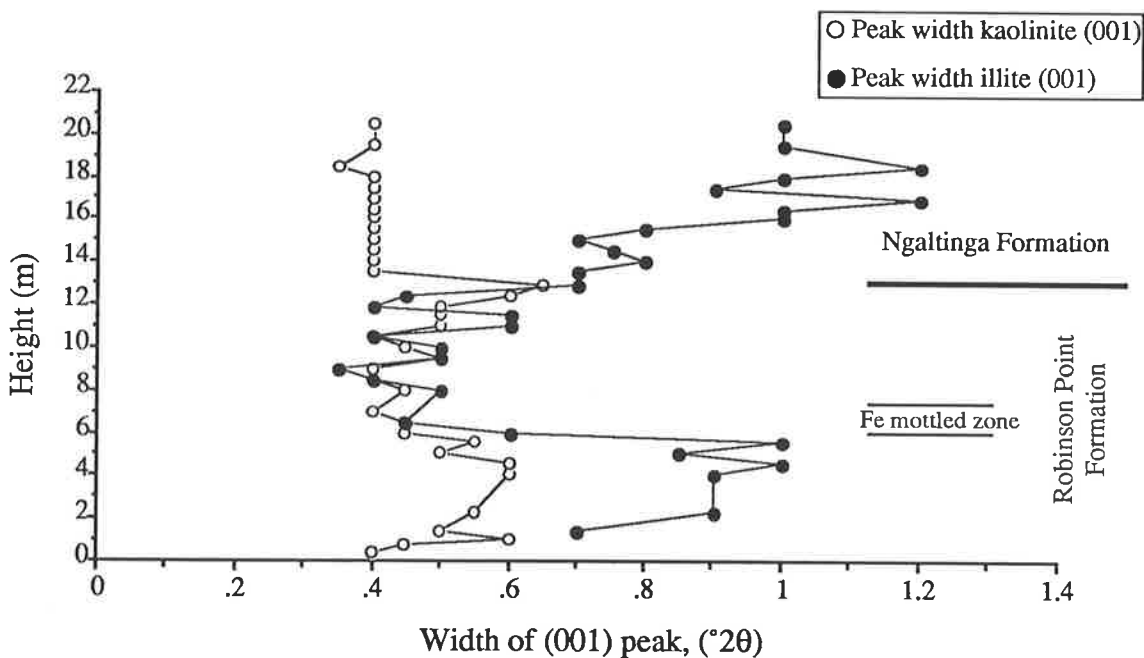 Peak width kaolinite (001)
Peak width illite (001)
22
20
18
16
14
12
10
8
6
4
2
0
Height (m)
Ngaltinga Formation
Fe mottled zone
Robinson Point
Formation
0 .2 .4 .6 .8 1 1.2 1.4
Width of (001) peak, (°2θ)